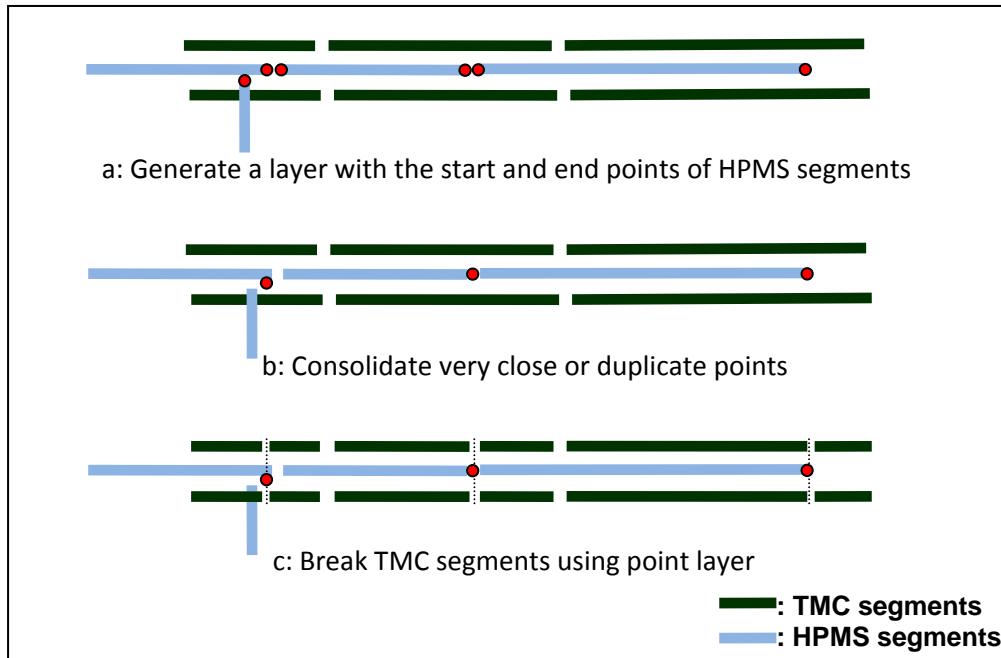 a: Generate a layer with the start and end points of HPMS segments
b: Consolidate very close or duplicate points
c: Break TMC segments using point layer
: TMC segments
: HPMS segments